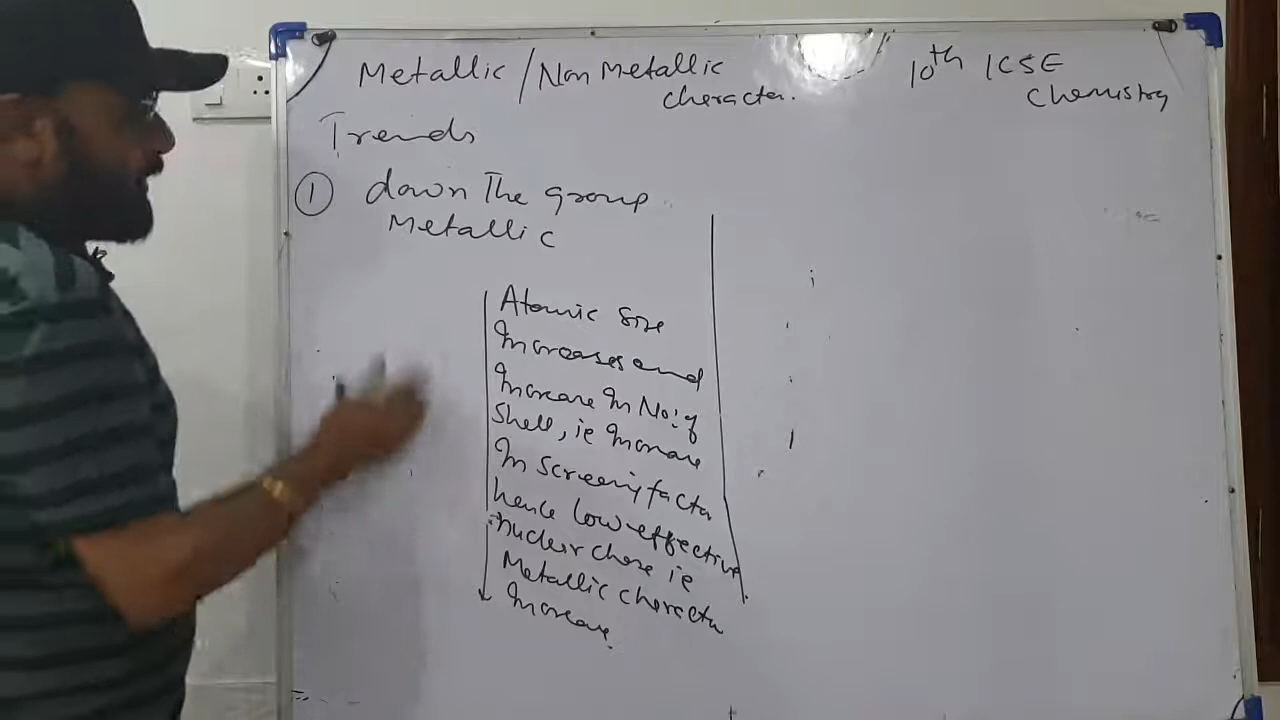 Metallic / Non Metallic
character.
10th ICSE
Chemistry
Trends
① down The group
Metallic
Atomic Size
Increases and
Increase In No: of
Shell, ie Increase
In screening factor
hence low effective
nuclear charge ie
Metallic character
Increase.